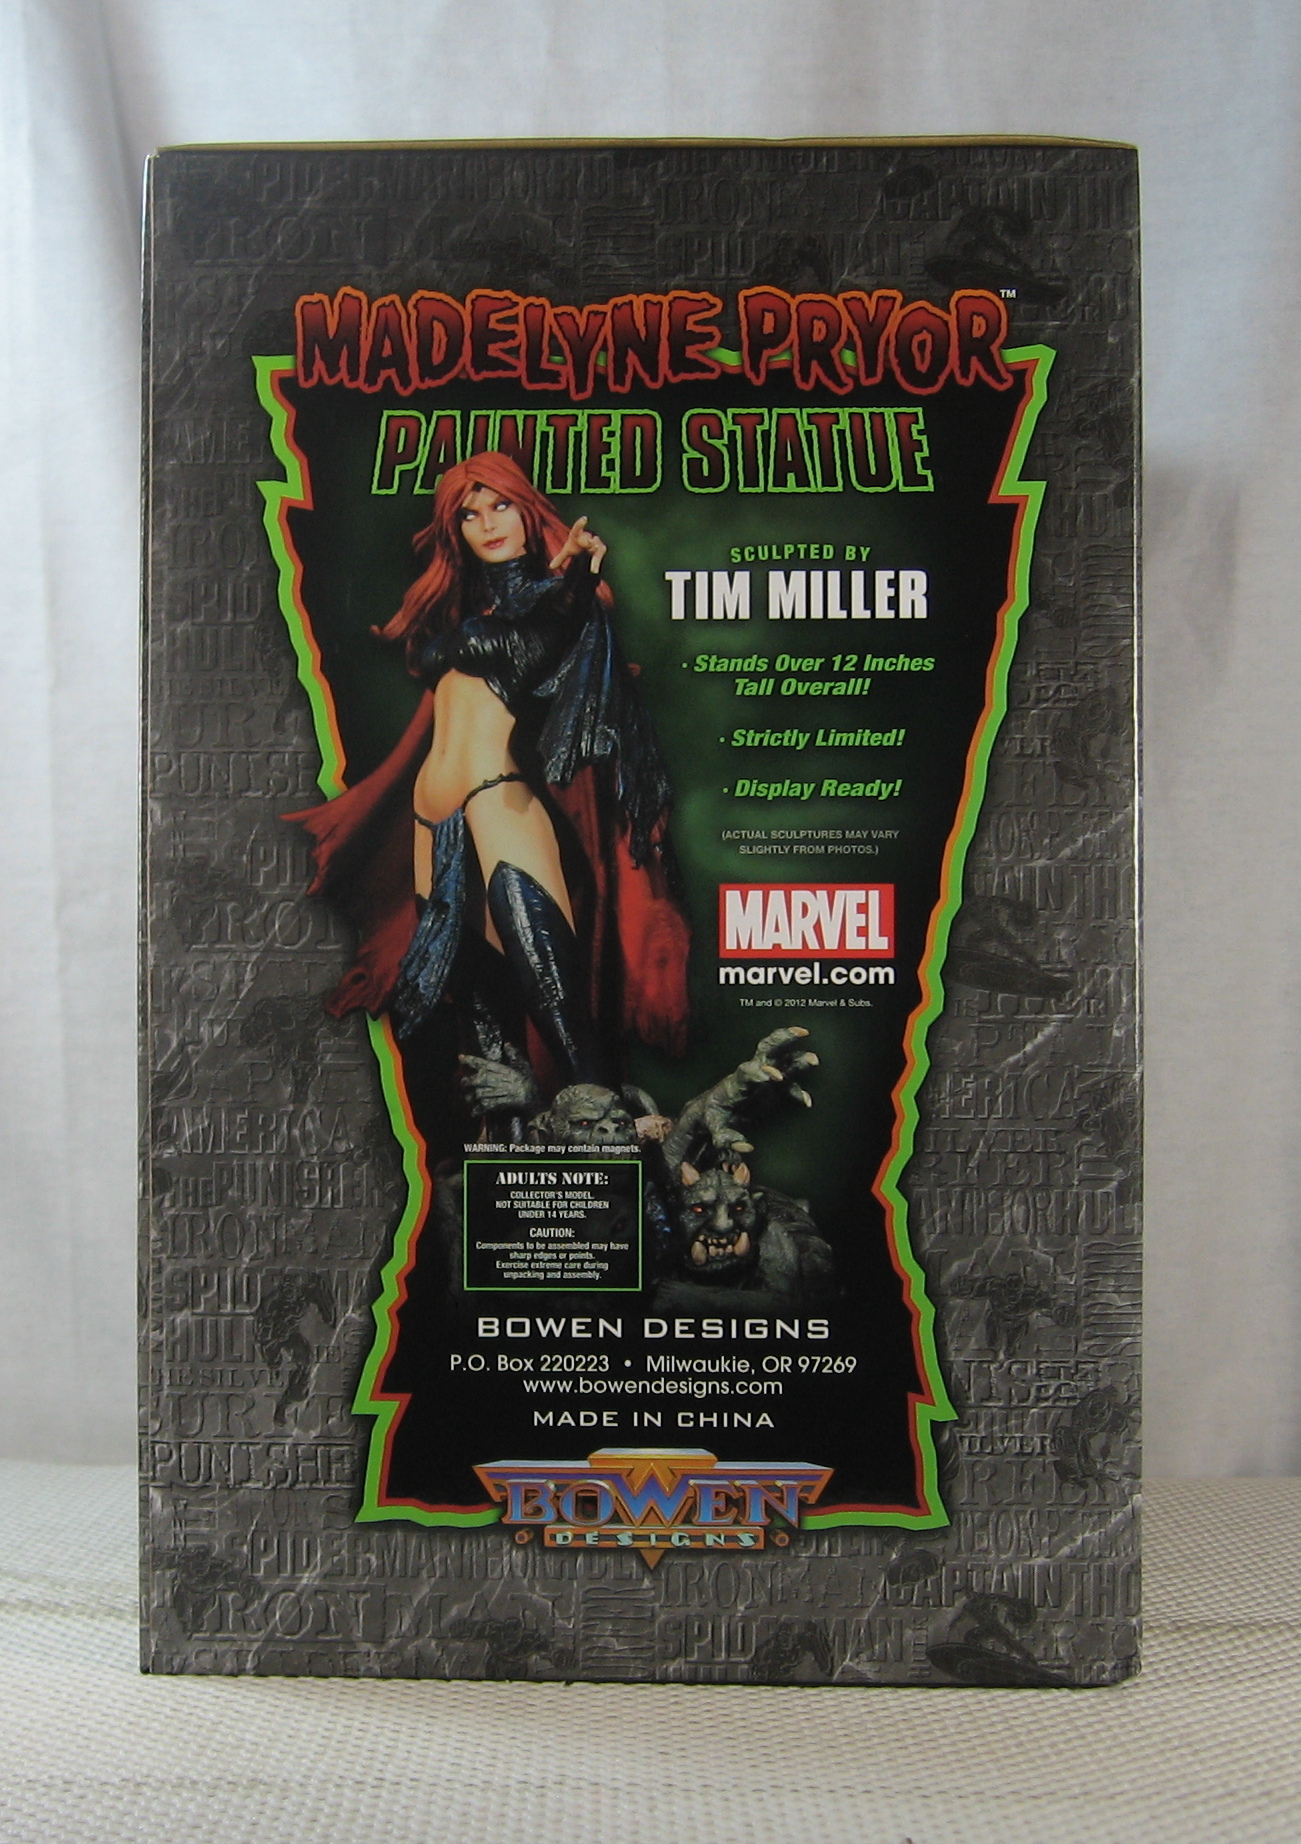 MADELYNE PRYOR™
PAINTED STATUE
SCULPTED BY
TIM MILLER
· Stands Over 12 Inches
Tall Overall!
· Strictly Limited!
· Display Ready!
(ACTUAL SCULPTURES MAY VARY
SLIGHTLY FROM PHOTOS.)
MARVEL
marvel.com
TM and © 2012 Marvel & Subs.
WARNING: Package may contain magnets.
ADULTS NOTE:
COLLECTOR'S MODEL.
NOT SUITABLE FOR CHILDREN
UNDER 14 YEARS.
CAUTION:
Components to be assembled may have
sharp edges or points.
Exercise extreme care during
unpacking and assembly.
BOWEN DESIGNS
P.O. Box 220223 • Milwaukie, OR 97269
www.bowendesigns.com
MADE IN CHINA
BOWEN
DESIGNS